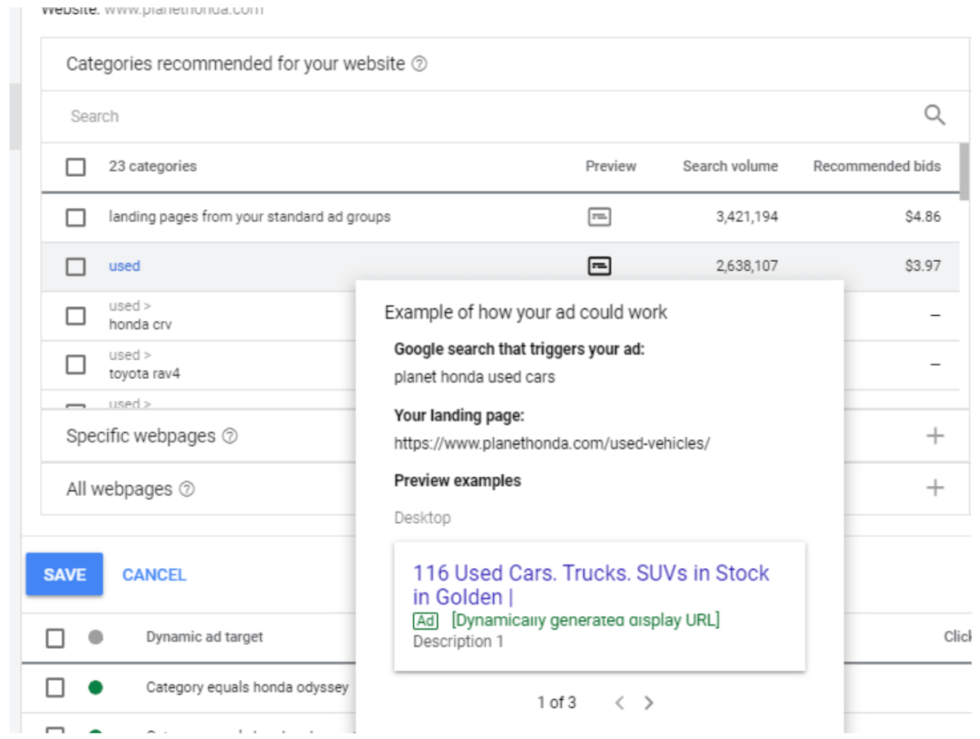 Website: www.planethonda.com
Categories recommended for your website
Search
23 categories Preview Search volume Recommended bids
landing pages from your standard ad groups 3,421,194 $4.86
used 2,638,107 $3.97
used >
honda crv –
used >
toyota rav4 –
used >
Specific webpages
All webpages
Example of how your ad could work
Google search that triggers your ad:
planet honda used cars
Your landing page:
https://www.planethonda.com/used-vehicles/
Preview examples
Desktop
116 Used Cars. Trucks. SUVs in Stock
in Golden |
Ad [Dynamically generated display URL]
Description 1
1 of 3
SAVE CANCEL
Dynamic ad target Click
Category equals honda odyssey